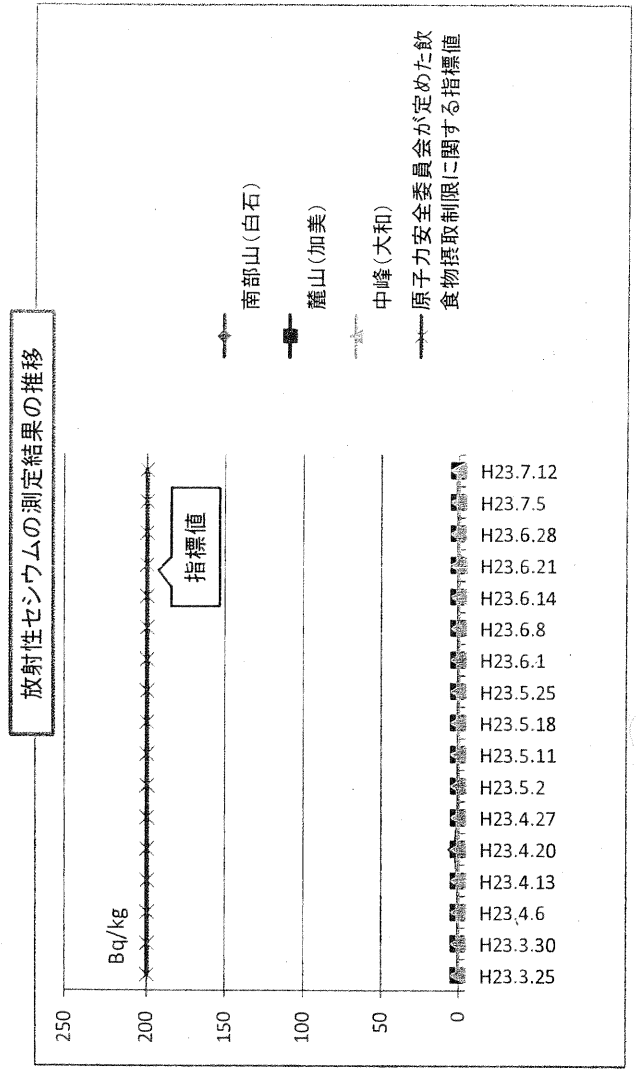 放射性セシウムの測定結果の推移
Bq/kg
250
200
150
100
50
0
指標値
H23.3.25
H23.3.30
H23.4.6
H23.4.13
H23.4.20
H23.4.27
H23.5.2
H23.5.11
H23.5.18
H23.5.25
H23.6.1
H23.6.8
H23.6.14
H23.6.21
H23.6.28
H23.7.5
H23.7.12
南部山(白石)
麓山(加美)
中峰(大和)
原子力安全委員会が定めた飲
食物摂取制限に関する指標値